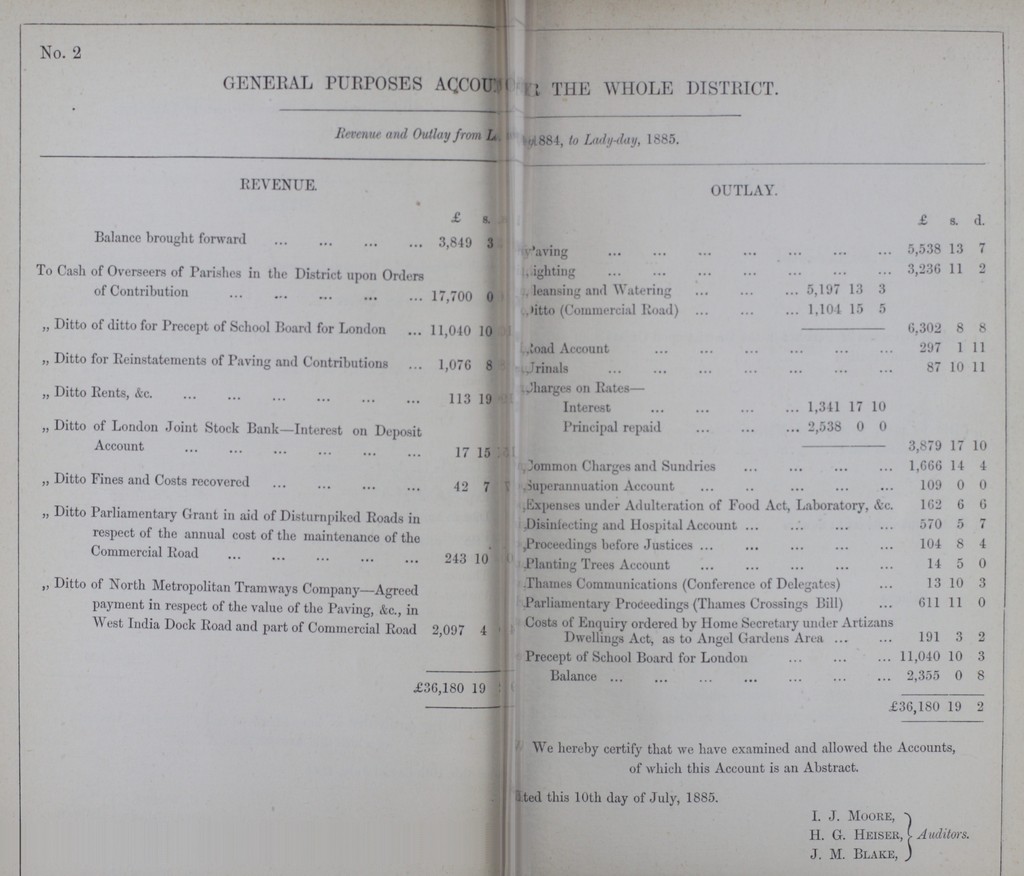 No. 2
GENERAL PURPOSES THE WHOLE DISTRICT.
Revenue and Outlay from 1884, to Lady-day, 1885.
REVENUE.
£ s.
Balance brought forward ... ... ... ... 3,849 3
To Cash of Overseers of Parishes in the District upon Orders
of Contribution ... ... ... ... ... 17,700 0
„ Ditto of ditto for Precept of School Board for London ... 11,040 10
„ Ditto for Reinstatements of Paving and Contributions ... 1,076 8
„ Ditto Rents, &c. ... ... ... ... ... ... 113 19
„ Ditto of London Joint Stock Bank—Interest on Deposit
Account ... ... ... ... ... ... 17 15
„ Ditto Fines and Costs recovered ... ... ... ... 42 7
„ Ditto Parliamentary Grant in aid of Disturnpiked Roads in
respect of the annual cost of the maintenance of the
Commercial Road ... ... ... ... ... 243 10
„ Ditto of North Metropolitan Tramways Company—Agreed
payment in respect of the value of the Paving, &c., in
West India Dock Road and part of Commercial Road 2,097 4
£36,180 19
OUTLAY.
£ s. d.
Paving ... ... ... ... ... ... ... 5,538 13 7
Lighting ... ... ... ... ... ... ... 3,236 11 2
Cleansing and Watering ... ... ... 5,197 13 3
Ditto (Commercial Road) ... ... ... 1,104 15 5
6,302 8 8
Road Account ... ... ... ... ... ... 297 1 11
Urinals ... ... ... ... ... ... ... 87 10 11
Charges on Rates—
Interest ... ... ... ... 1,341 17 10
Principal repaid ... ... ... 2,538 0 0
3,879 17 10
Common Charges and Sundries ... ... ... ... 1,666 14 4
Superannuation Account ... .. ... ... ... 109 0 0
Expenses under Adulteration of Food Act, Laboratory, &c. 162 6 6
Disinfecting and Hospital Account ... ... ... ... 570 5 7
Proceedings before Justices ... ... ... ... ... 104 8 4
Planting Trees Account ... ... ... ... ... 14 5 0
Thames Communications (Conference of Delegates) ... 13 10 3
Parliamentary Proceedings (Thames Crossings Bill) ... 611 11 0
Costs of Enquiry ordered by Home Secretary under Artizans
Dwellings Act, as to Angel Gardens Area ... ... 191 3 2
Precept of School Board for London ... ... ... 11,040 10 3
Balance ... ... ... ... ... ... ... 2,355 0 8
£36,180 19 2
We hereby certify that we have examined and allowed the Accounts,
of which this Account is an Abstract.
this 10th day of July, 1885.
I. J. MOORE,
H. G. HEISER, } Auditors.
J. M. BLAKE,